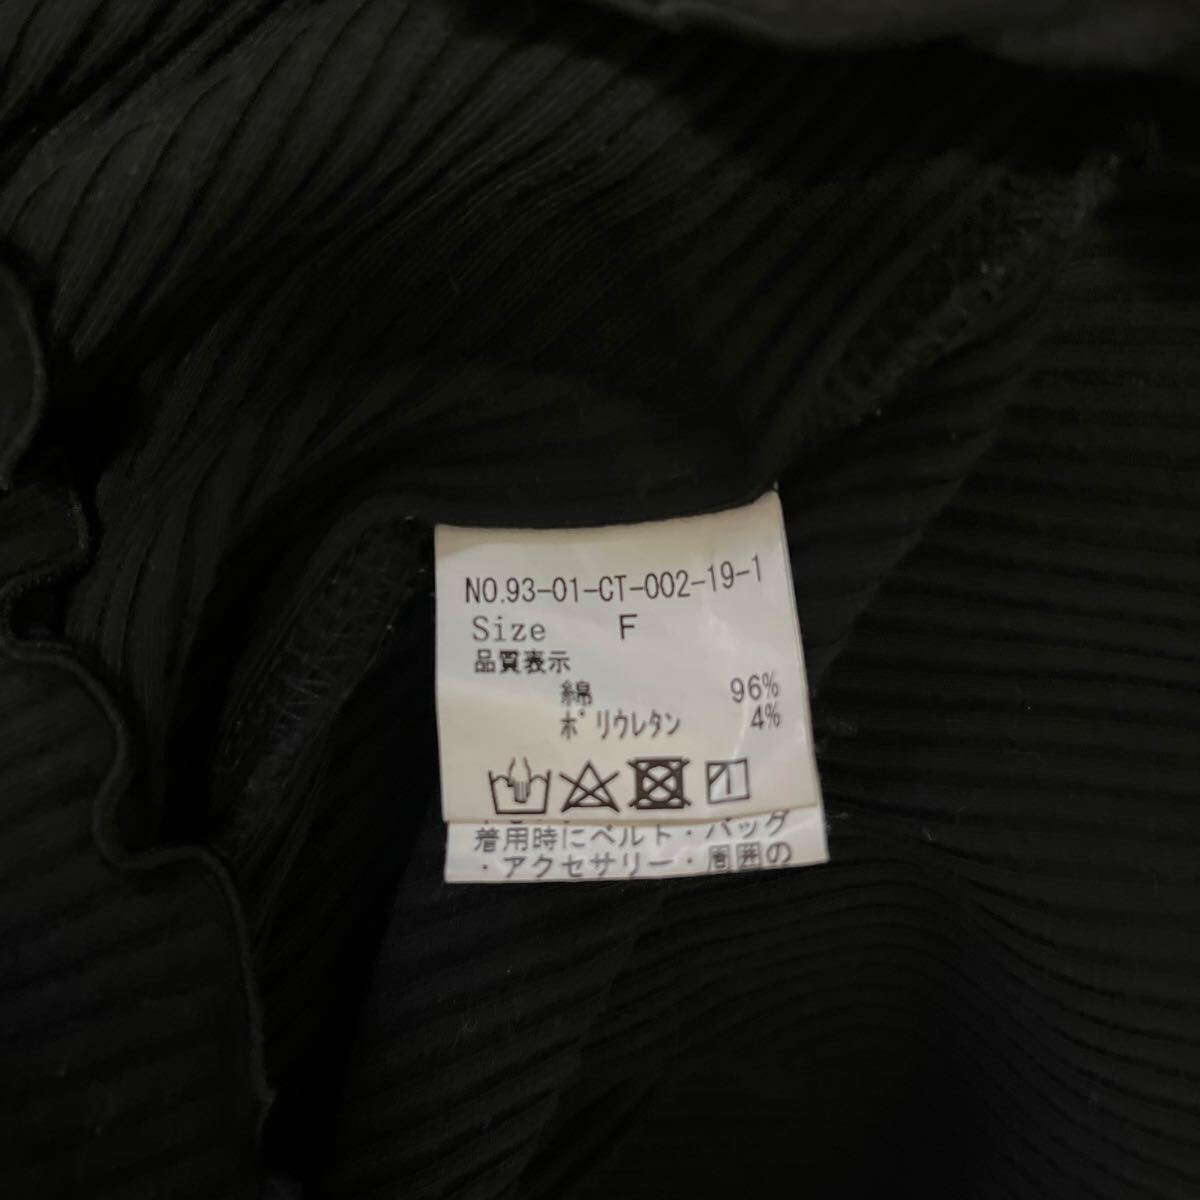 NO.93-01-CT-002-19-1
Size F
品質表示
綿 96%
ポリウレタン 4%
着用時にベルト・バッグ
・アクセサリー・周囲の